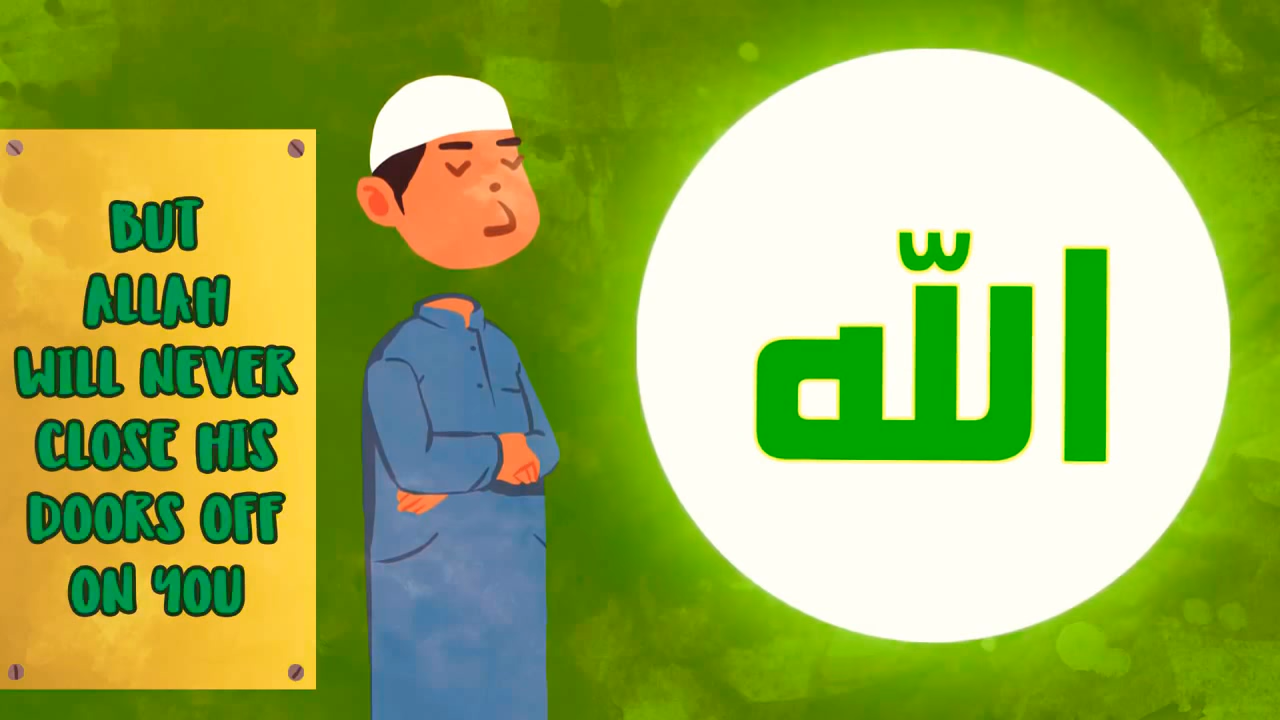 BUT
ALLAH
WILL NEVER
CLOSE HIS
DOORS OFF
ON YOU
الله